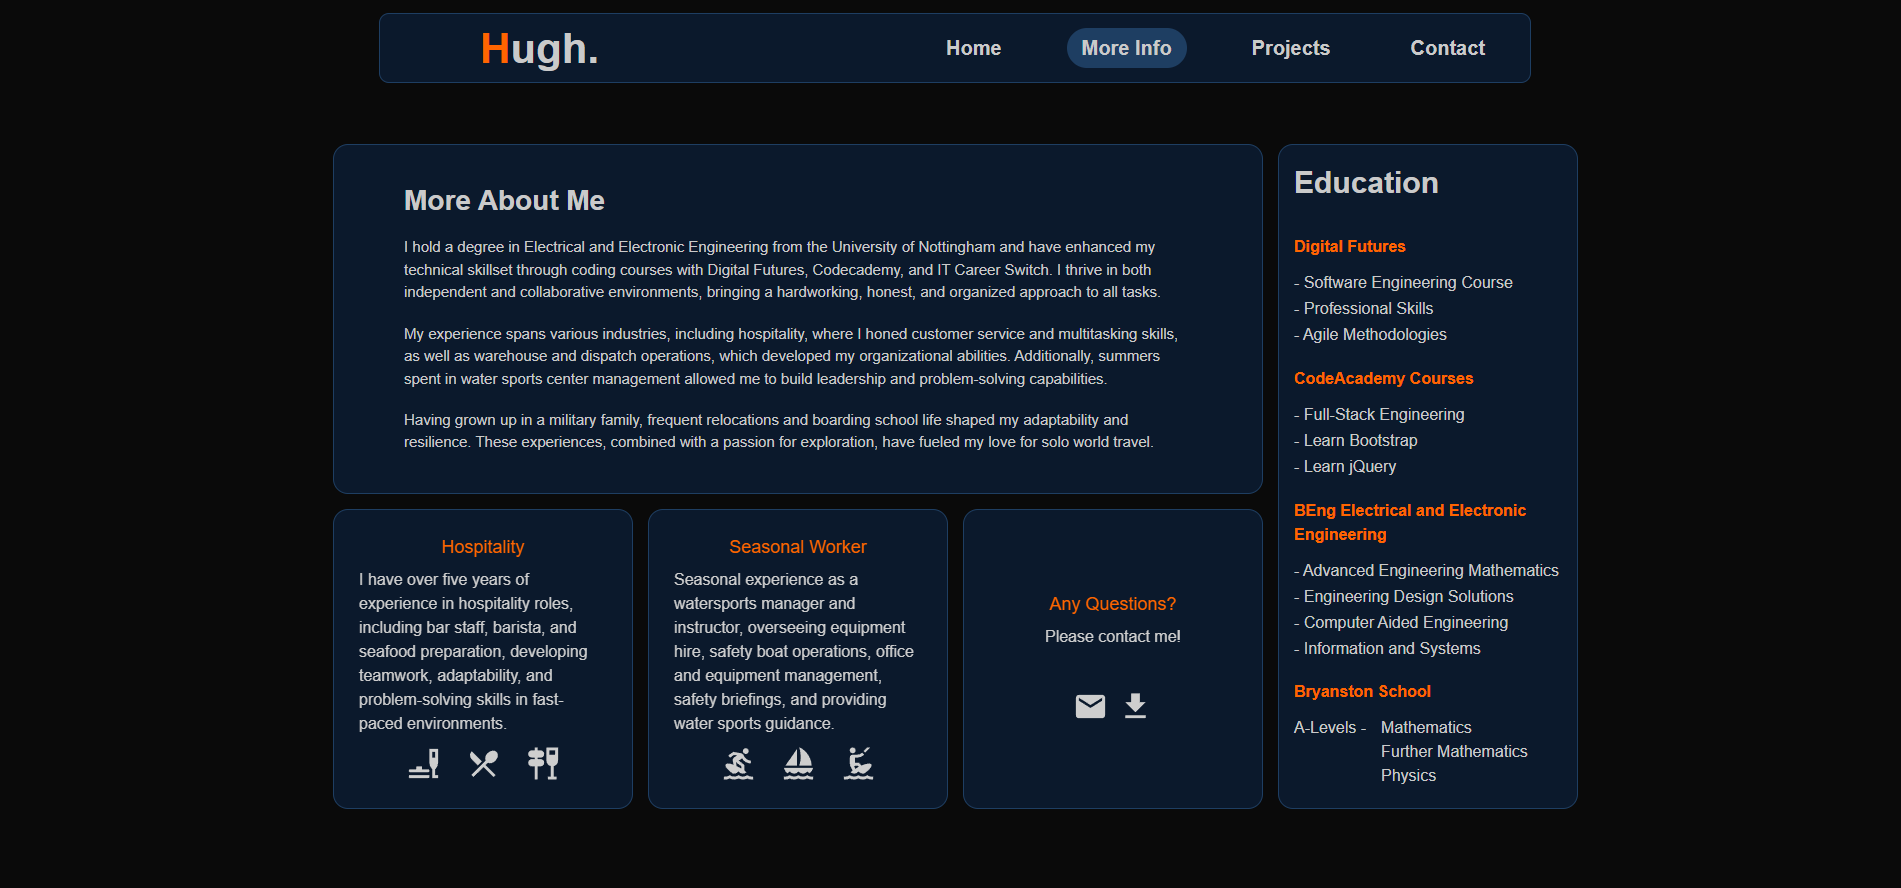 Hugh.
Home
More Info
Projects
Contact
More About Me
I hold a degree in Electrical and Electronic Engineering from the University of Nottingham and have enhanced my
technical skillset through coding courses with Digital Futures, Codecademy, and IT Career Switch. I thrive in both
independent and collaborative environments, bringing a hardworking, honest, and organized approach to all tasks.
My experience spans various industries, including hospitality, where I honed customer service and multitasking skills,
as well as warehouse and dispatch operations, which developed my organizational abilities. Additionally, summers
spent in water sports center management allowed me to build leadership and problem-solving capabilities.
Having grown up in a military family, frequent relocations and boarding school life shaped my adaptability and
resilience. These experiences, combined with a passion for exploration, have fueled my love for solo world travel.
Hospitality
I have over five years of
experience in hospitality roles,
including bar staff, barista, and
seafood preparation, developing
teamwork, adaptability, and
problem-solving skills in fast-
paced environments.
Seasonal Worker
Seasonal experience as a
watersports manager and
instructor, overseeing equipment
hire, safety boat operations, office
and equipment management,
safety briefings, and providing
water sports guidance.
Any Questions?
Please contact me!
Education
Digital Futures
- Software Engineering Course
- Professional Skills
- Agile Methodologies
CodeAcademy Courses
- Full-Stack Engineering
- Learn Bootstrap
- Learn jQuery
BEng Electrical and Electronic
Engineering
- Advanced Engineering Mathematics
- Engineering Design Solutions
- Computer Aided Engineering
- Information and Systems
Bryanston School
A-Levels - Mathematics
Further Mathematics
Physics